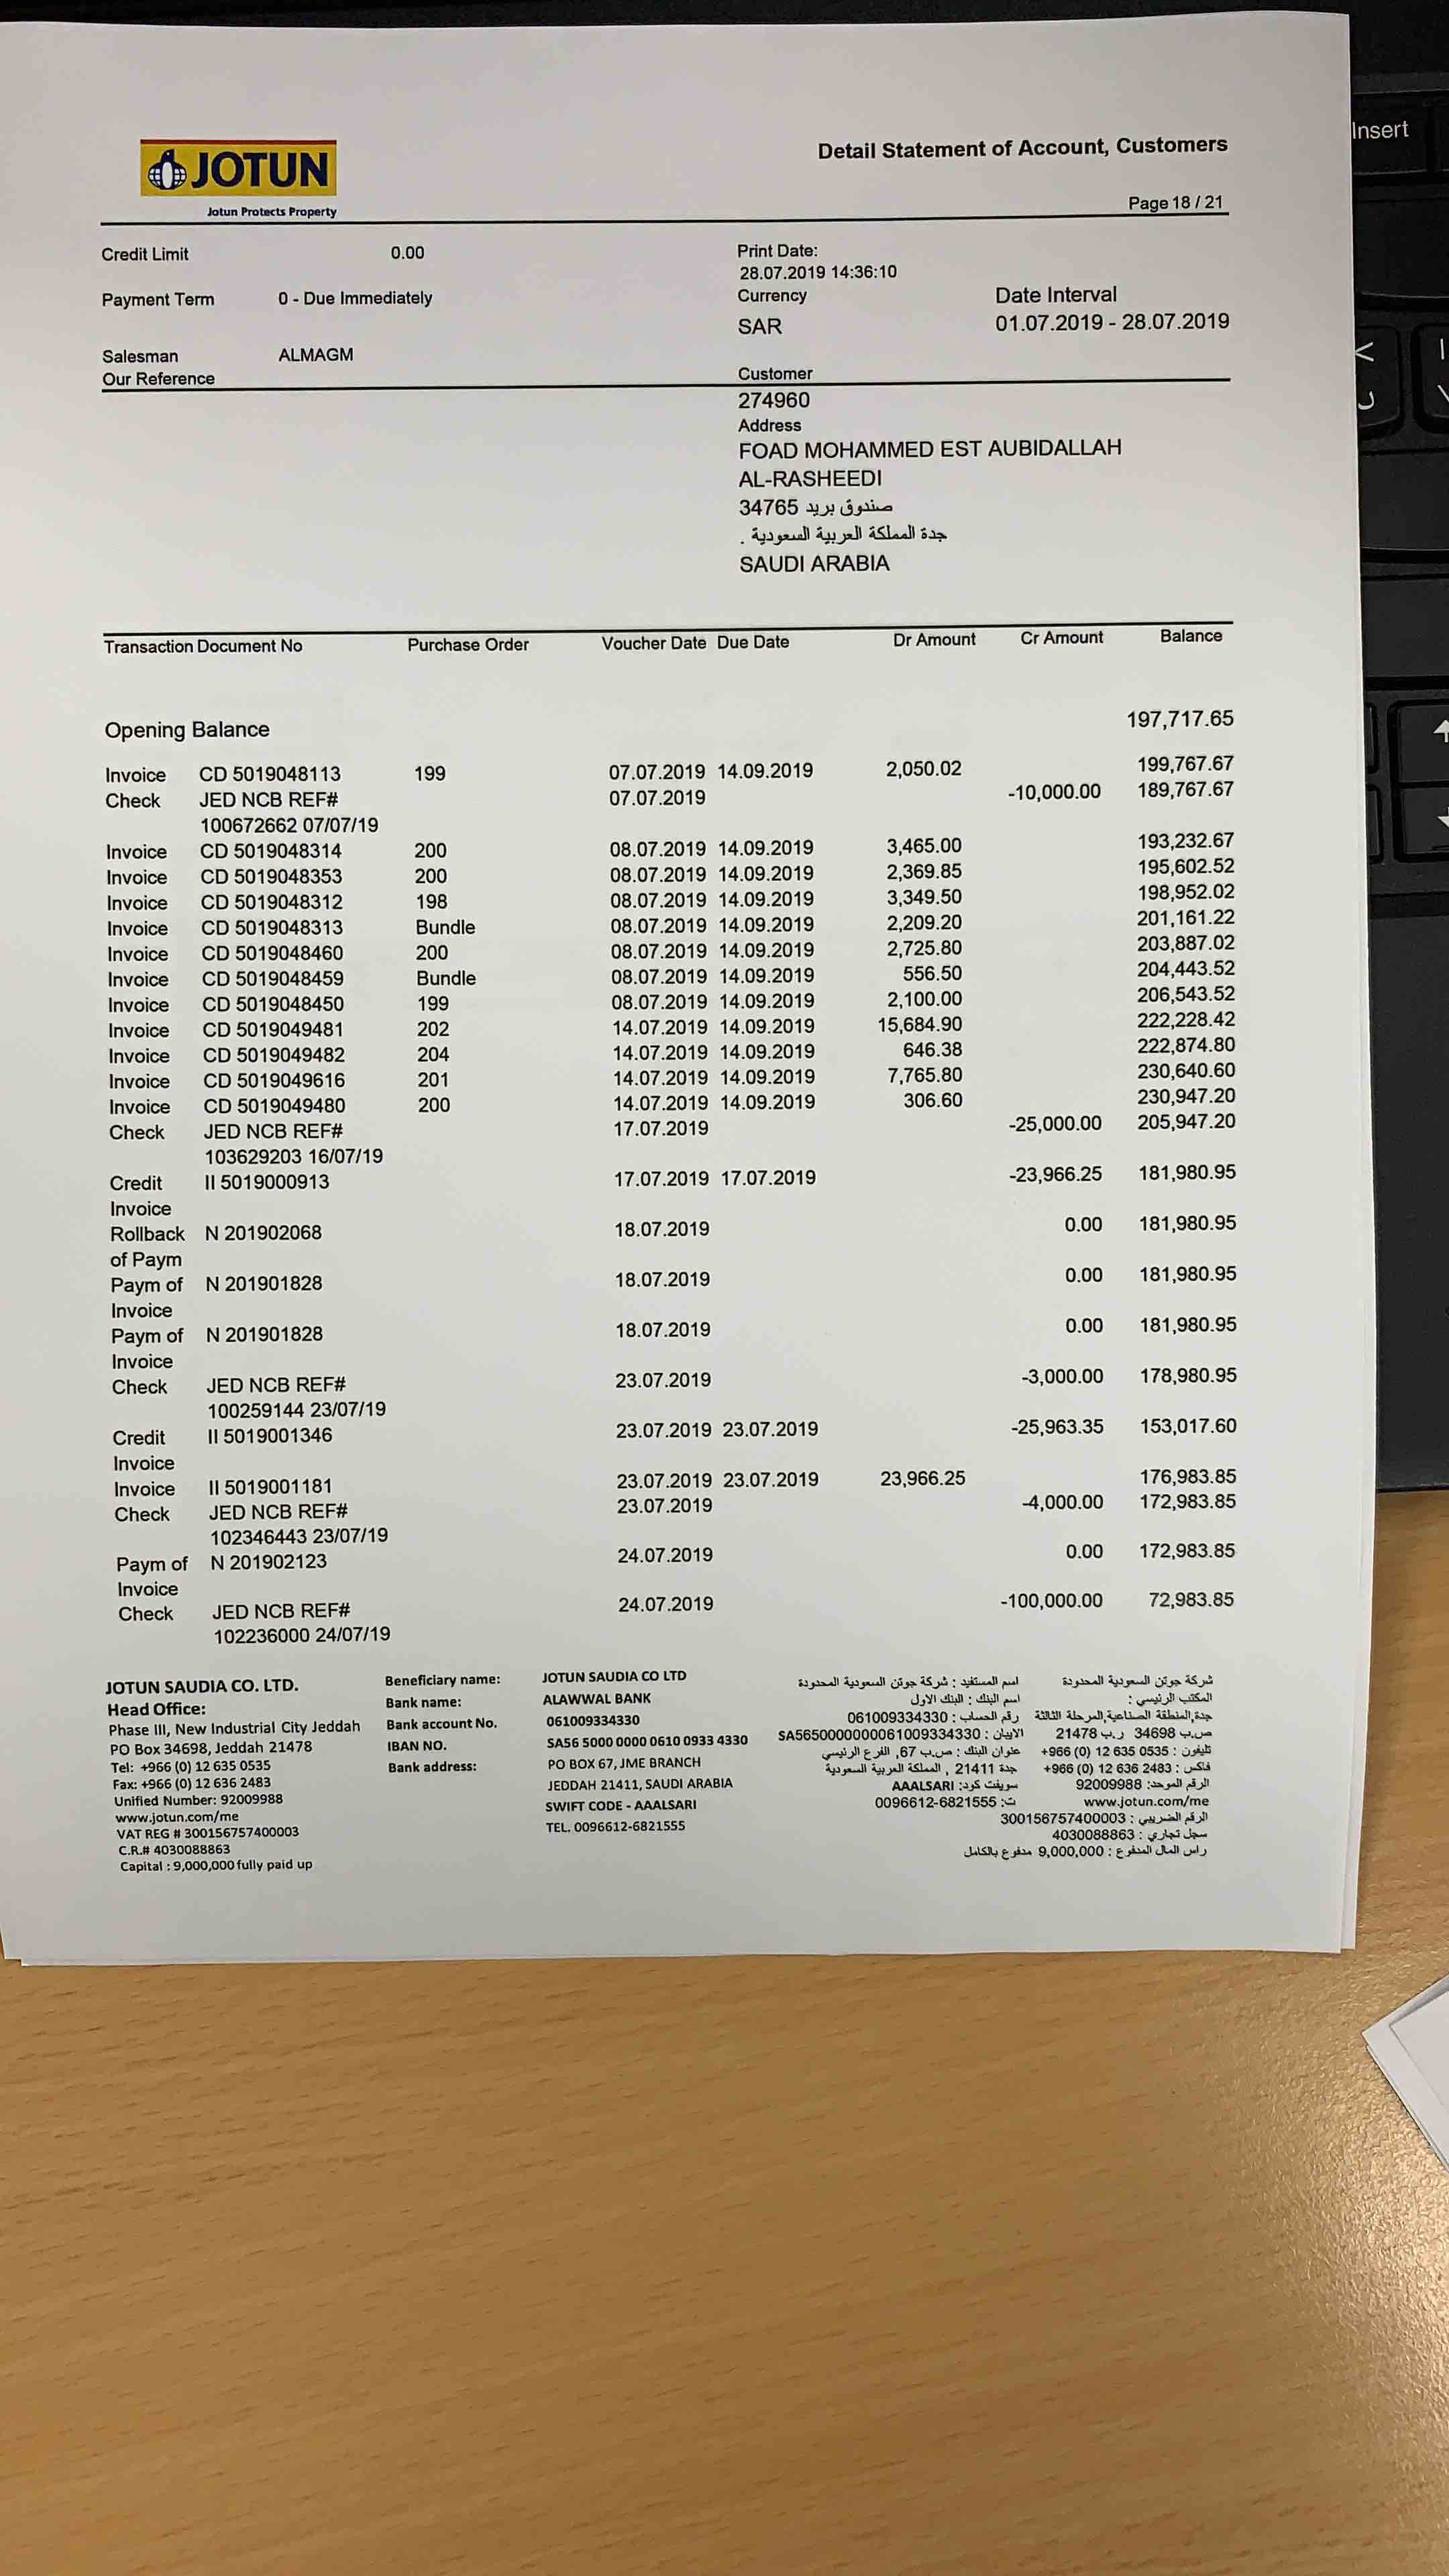 JOTUN
Jotun Protects Property
Detail Statement of Account, Customers
Page 18 / 21
Credit Limit 0.00
Payment Term 0 - Due Immediately
Salesman ALMAGM
Our Reference
Print Date:
28.07.2019 14:36:10
Currency
SAR
Date Interval
01.07.2019 - 28.07.2019
Customer
274960
Address
FOAD MOHAMMED EST AUBIDALLAH
AL-RASHEEDI
صندوق بريد 34765
جدة المملكة العربية السعودية .
SAUDI ARABIA
Transaction Document No Purchase Order Voucher Date Due Date Dr Amount Cr Amount Balance
Opening Balance 197,717.65
Invoice CD 5019048113 199 07.07.2019 14.09.2019 2,050.02 199,767.67
Check JED NCB REF# 07.07.2019 -10,000.00 189,767.67
100672662 07/07/19
Invoice CD 5019048314 200 08.07.2019 14.09.2019 3,465.00 193,232.67
Invoice CD 5019048353 200 08.07.2019 14.09.2019 2,369.85 195,602.52
Invoice CD 5019048312 198 08.07.2019 14.09.2019 3,349.50 198,952.02
Invoice CD 5019048313 Bundle 08.07.2019 14.09.2019 2,209.20 201,161.22
Invoice CD 5019048460 200 08.07.2019 14.09.2019 2,725.80 203,887.02
Invoice CD 5019048459 Bundle 08.07.2019 14.09.2019 556.50 204,443.52
Invoice CD 5019048450 199 08.07.2019 14.09.2019 2,100.00 206,543.52
Invoice CD 5019049481 202 14.07.2019 14.09.2019 15,684.90 222,228.42
Invoice CD 5019049482 204 14.07.2019 14.09.2019 646.38 222,874.80
Invoice CD 5019049616 201 14.07.2019 14.09.2019 7,765.80 230,640.60
Invoice CD 5019049480 200 14.07.2019 14.09.2019 306.60 230,947.20
Check JED NCB REF# 17.07.2019 -25,000.00 205,947.20
103629203 16/07/19
Credit II 5019000913 17.07.2019 17.07.2019 -23,966.25 181,980.95
Invoice
Rollback N 201902068 18.07.2019 0.00 181,980.95
of Paym
Paym of N 201901828 18.07.2019 0.00 181,980.95
Invoice
Paym of N 201901828 18.07.2019 0.00 181,980.95
Invoice
Check JED NCB REF# 23.07.2019 -3,000.00 178,980.95
100259144 23/07/19
Credit II 5019001346 23.07.2019 23.07.2019 -25,963.35 153,017.60
Invoice
Invoice II 5019001181 23.07.2019 23.07.2019 23,966.25 176,983.85
Check JED NCB REF# 23.07.2019 -4,000.00 172,983.85
102346443 23/07/19
Paym of N 201902123 24.07.2019 0.00 172,983.85
Invoice
Check JED NCB REF# 24.07.2019 -100,000.00 72,983.85
102236000 24/07/19
JOTUN SAUDIA CO. LTD.
Head Office:
Phase III, New Industrial City Jeddah
PO Box 34698, Jeddah 21478
Tel: +966 (0) 12 635 0535
Fax: +966 (0) 12 636 2483
Unified Number: 92009988
www.jotun.com/me
VAT REG # 300156757400003
C.R.# 4030088863
Capital : 9,000,000 fully paid up
Beneficiary name: JOTUN SAUDIA CO LTD
Bank name: ALAWWAL BANK
Bank account No. 061009334330
IBAN NO. SA56 5000 0000 0610 0933 4330
Bank address: PO BOX 67, JME BRANCH
JEDDAH 21411, SAUDI ARABIA
SWIFT CODE - AAALSARI
TEL. 0096612-6821555
اسم المستفيد : شركة جوتن السعودية المحدودة
اسم البنك : البنك الاول
رقم الحساب : 061009334330
الايبان : SA5650000000061009334330
عنوان البنك : ص.ب 67, الفرع الرئيسي
جدة 21411 , المملكة العربية السعودية
سويفت كود: AAALSARI
ت: 0096612-6821555
شركة جوتن السعودية المحدودة
المكتب الرئيسي :
جدة,المنطقة الصناعية,المرحلة الثالثة
ص.ب 34698 ر.ب 21478
تليفون : 0535 635 12 (0) 966+
فاكس : 2483 636 12 (0) 966+
الرقم الموحد: 92009988
www.jotun.com/me
الرقم الضريبي : 300156757400003
سجل تجاري : 4030088863
راس المال المدفوع : 9,000,000 مدفوع بالكامل
Insert